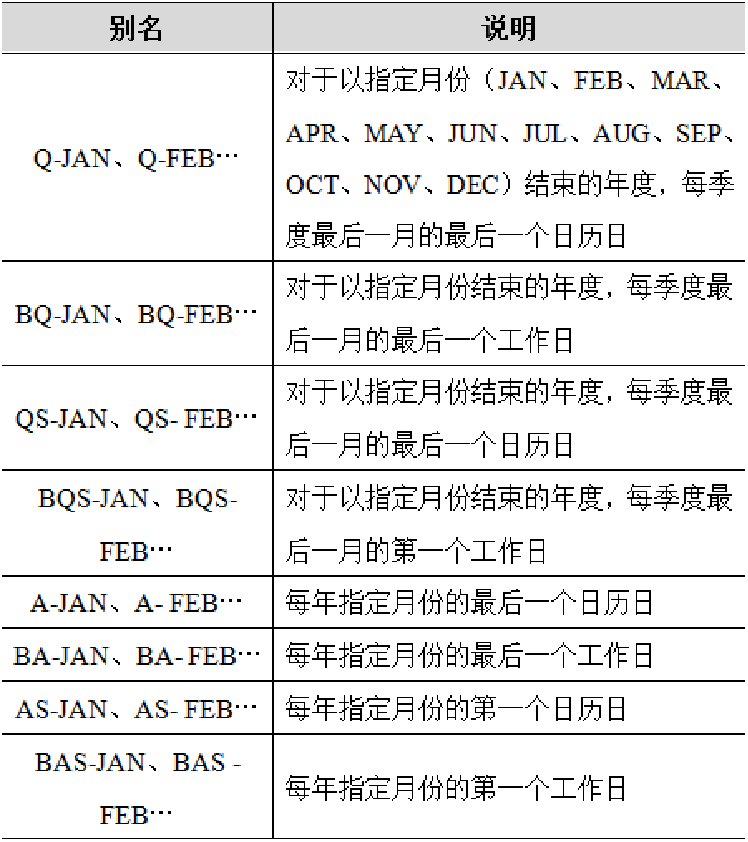 别名
说明
Q-JAN、Q-FEB…
对于以指定月份（JAN、FEB、MAR、
APR、MAY、JUN、JUL、AUG、SEP、
OCT、NOV、DEC）结束的年度，每季
度最后一月的最后一个日历日
BQ-JAN、BQ-FEB…
对于以指定月份结束的年度，每季度最
后一月的最后一个工作日
QS-JAN、QS- FEB…
对于以指定月份结束的年度，每季度最
后一月的最后一个日历日
BQS-JAN、BQS-
FEB…
对于以指定月份结束的年度，每季度最
后一月的第一个工作日
A-JAN、A- FEB…
每年指定月份的最后一个日历日
BA-JAN、BA- FEB…
每年指定月份的最后一个工作日
AS-JAN、AS- FEB…
每年指定月份的第一个日历日
BAS-JAN、BAS -
FEB…
每年指定月份的第一个工作日